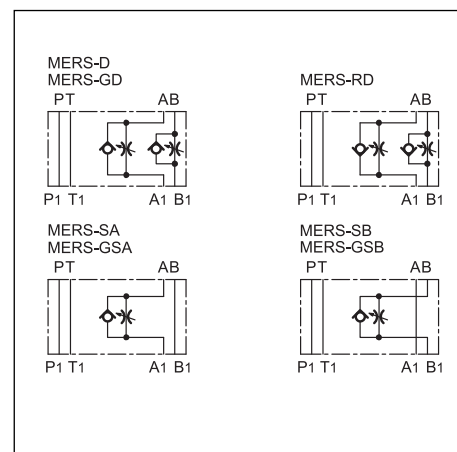 MERS-D
MERS-GD
PT AB
P1 T1 A1 B1
MERS-RD
PT AB
P1 T1 A1 B1
MERS-SA
MERS-GSA
PT AB
P1 T1 A1 B1
MERS-SB
MERS-GSB
PT AB
P1 T1 A1 B1